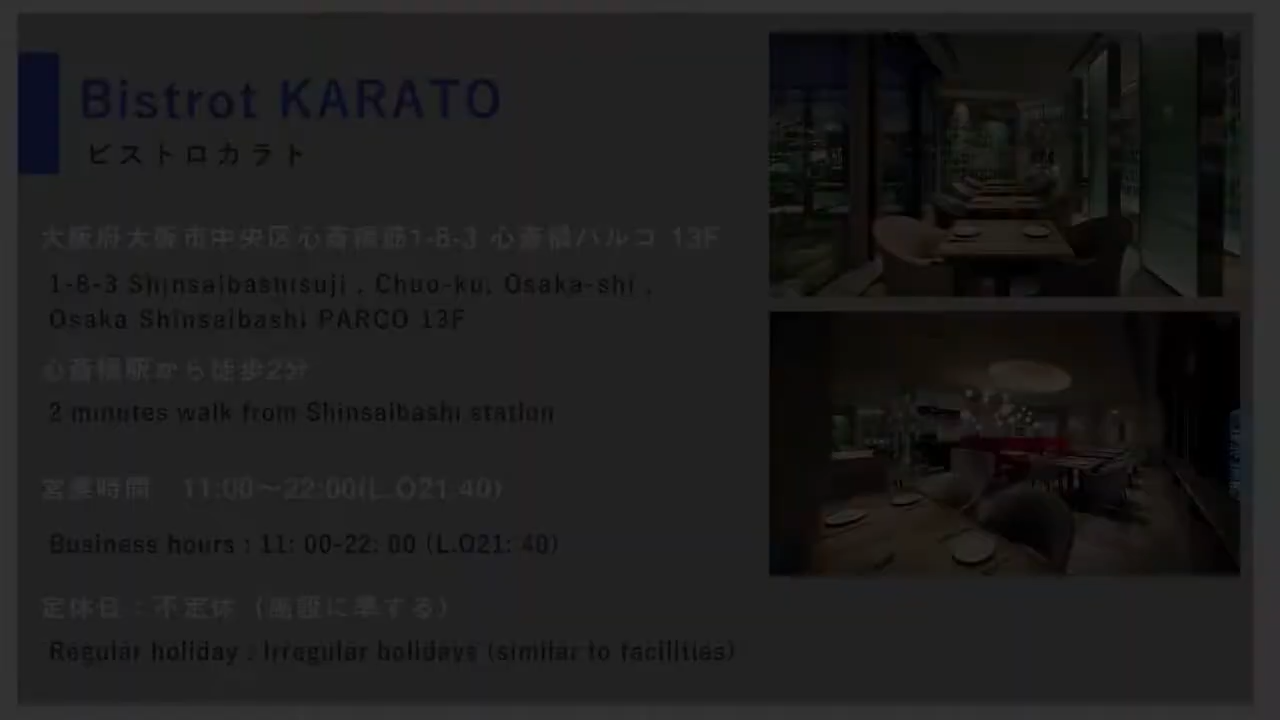 Bistrot KARATO
ビストロカラト
大阪府大阪市中央区心斎橋筋1-8-3 心斎橋パルコ 13F
1-8-3 Shinsaibashisuji , Chuo-ku, Osaka-shi ,
Osaka Shinsaibashi PARCO 13F
心斎橋駅から徒歩2分
2 minutes walk from Shinsaibashi station
営業時間 11:00〜22:00(L.O21:40)
Business hours : 11: 00-22: 00 (L.O21: 40)
定休日：不定休（施設に準ずる）
Regular holiday : Irregular holidays (similar to facilities)